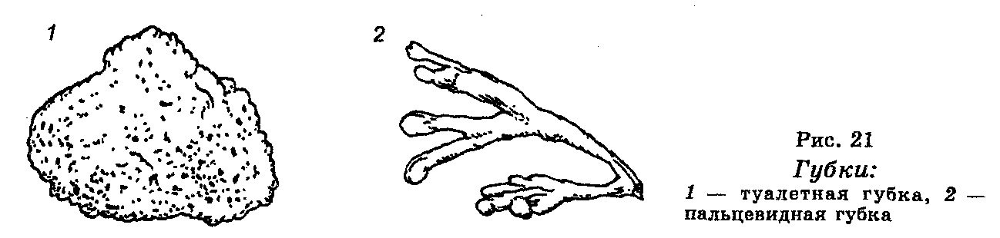 1
2
Рис. 21
Губки:
1 — туалетная губка, 2 —
пальцевидная губка